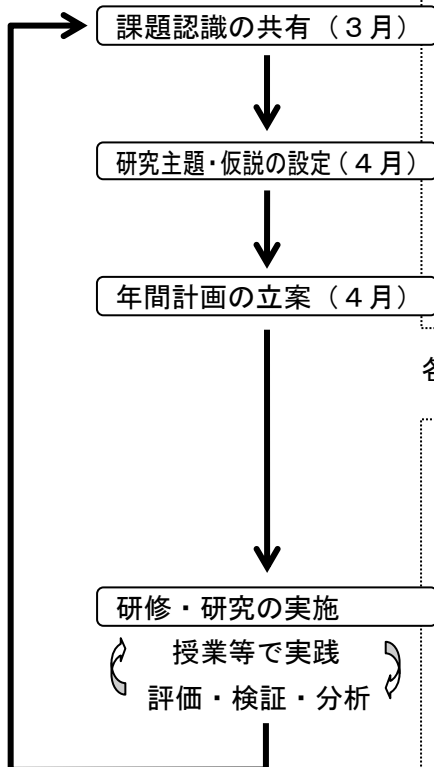 課題認識の共有（３月）
研究主題・仮説の設定（４月）
年間計画の立案（４月）
研修・研究の実施
授業等で実践
評価・検証・分析